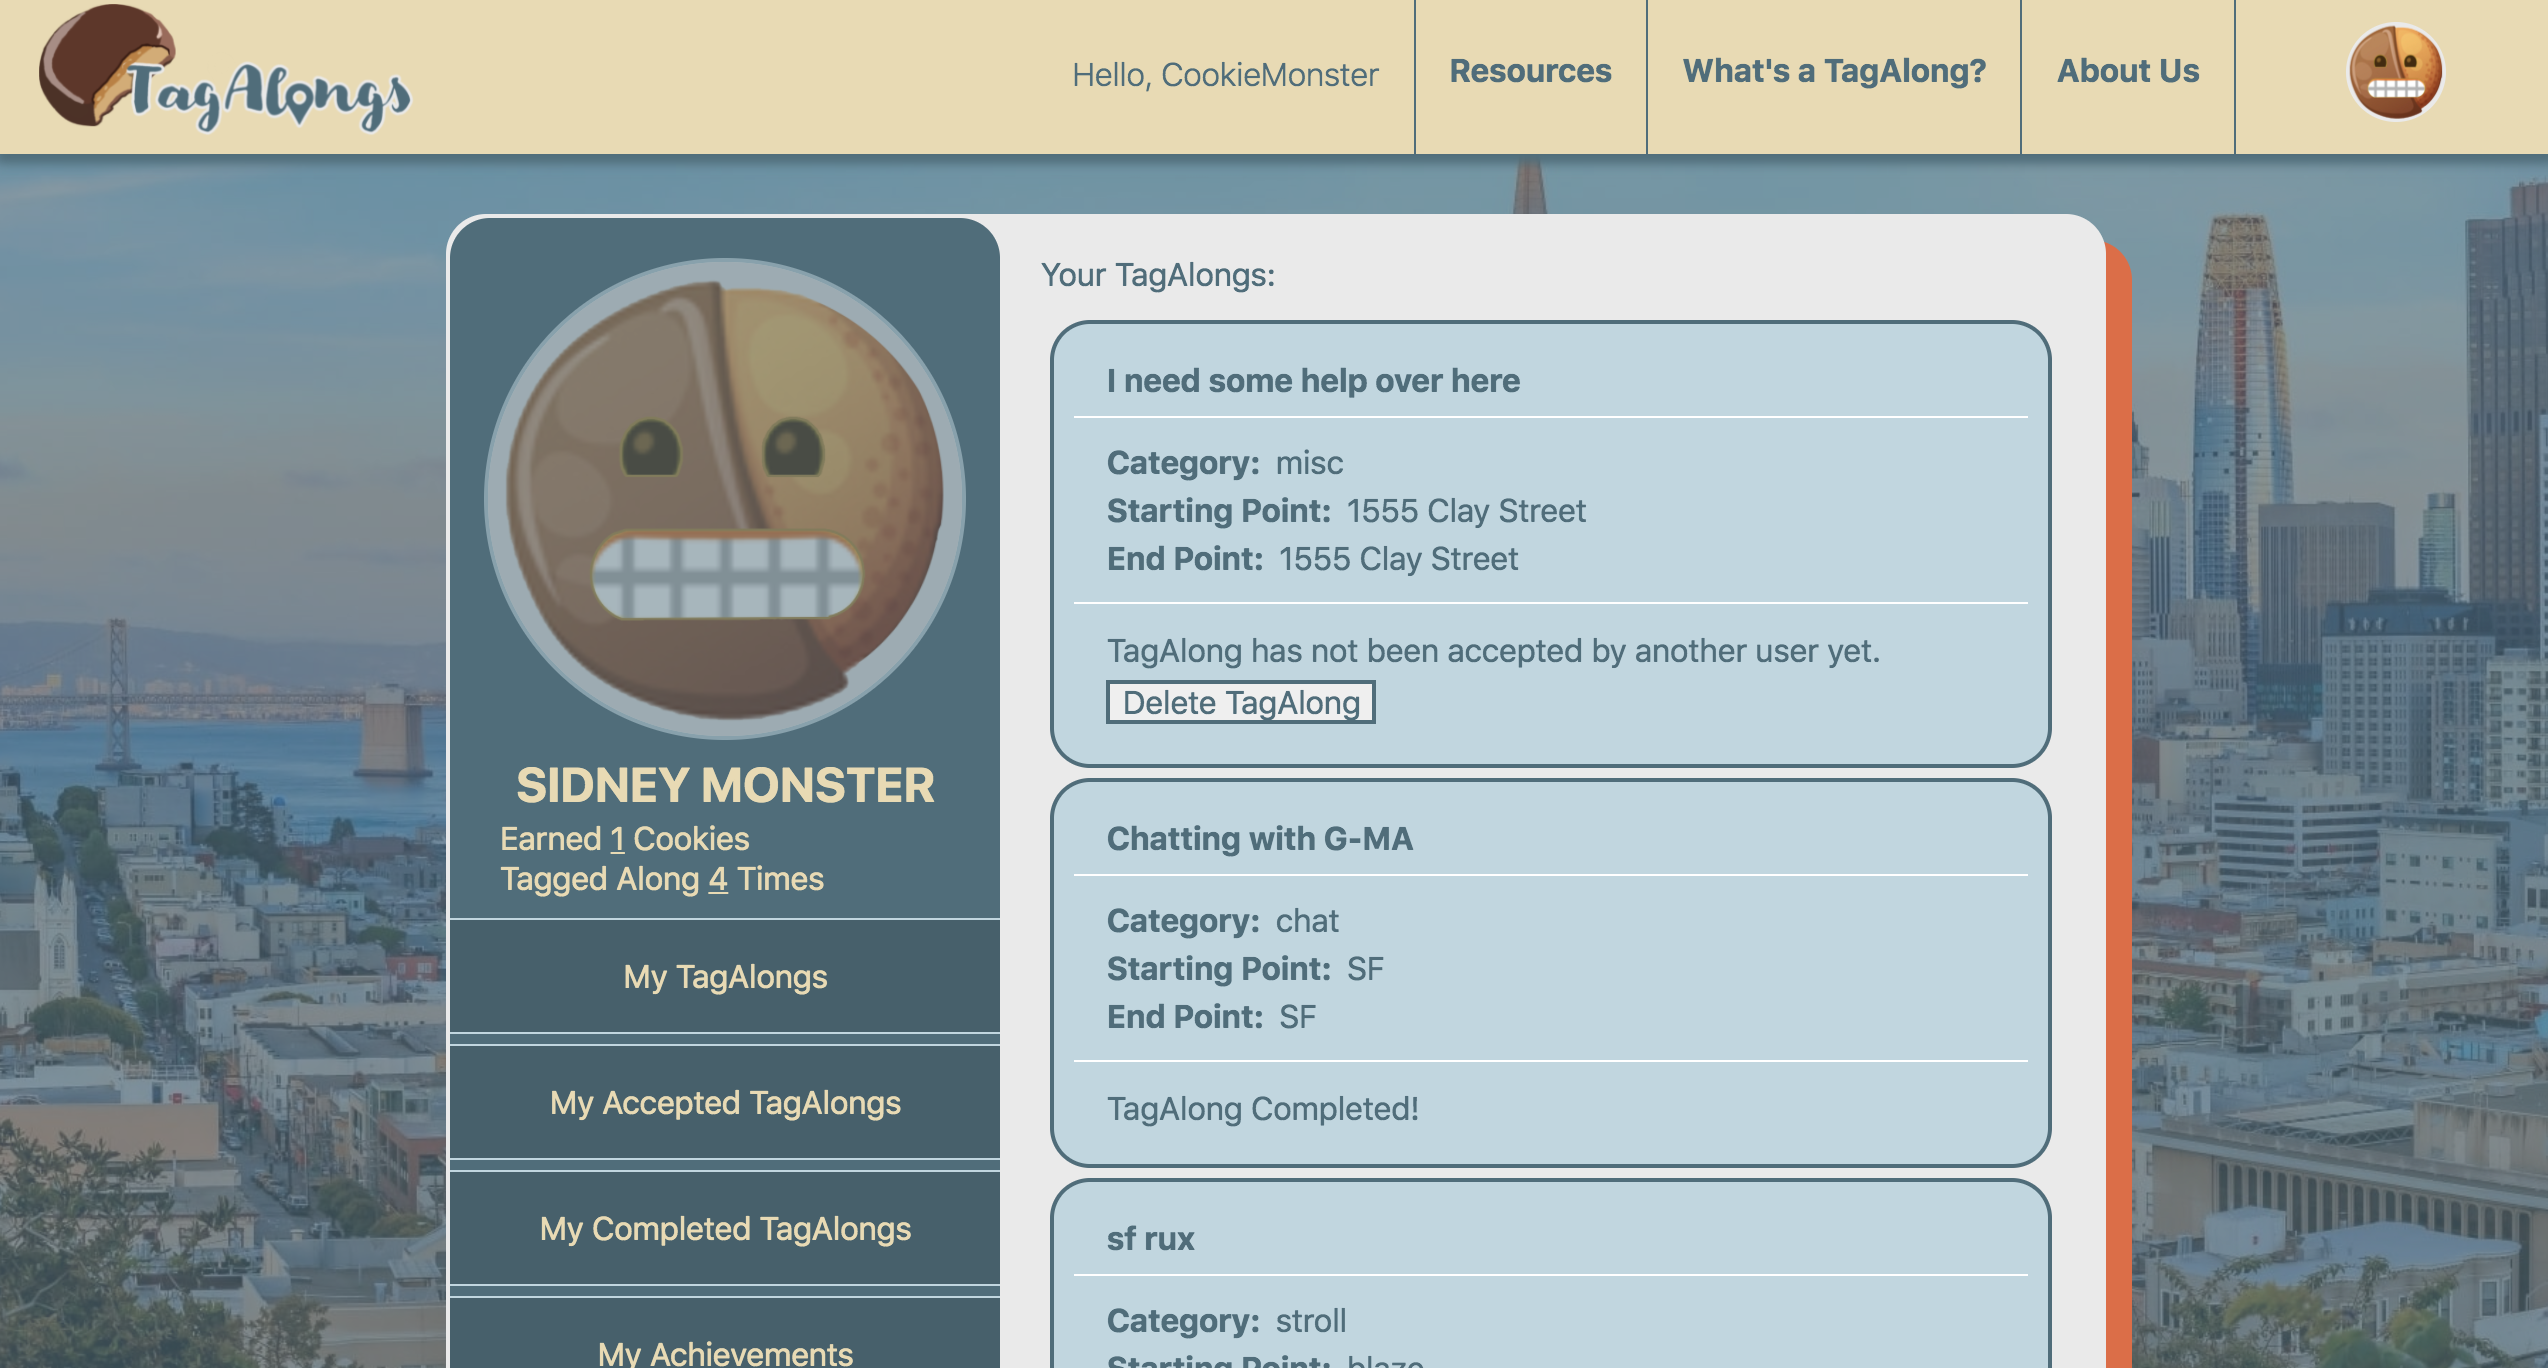 TagAlongs
Hello, CookieMonster
Resources
What's a TagAlong?
About Us
SIDNEY MONSTER
Earned 1 Cookies
Tagged Along 4 Times
My TagAlongs
My Accepted TagAlongs
My Completed TagAlongs
My Achievements
Your TagAlongs:
I need some help over here
Category: misc
Starting Point: 1555 Clay Street
End Point: 1555 Clay Street
TagAlong has not been accepted by another user yet.
Delete TagAlong
Chatting with G-MA
Category: chat
Starting Point: SF
End Point: SF
TagAlong Completed!
sf rux
Category: stroll
Starting Point: blaze